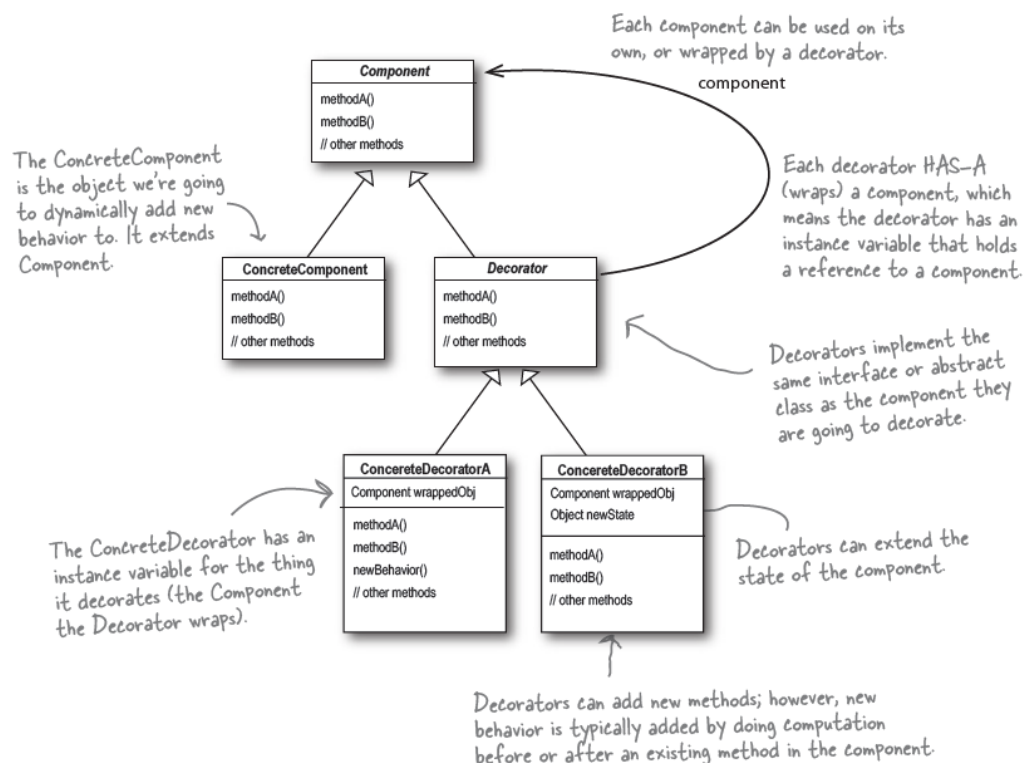 Each component can be used on its
own, or wrapped by a decorator.
component
Component
methodA()
methodB()
// other methods
The ConcreteComponent
is the object we're going
to dynamically add new
behavior to. It extends
Component.
Each decorator HAS-A
(wraps) a component, which
means the decorator has an
instance variable that holds
a reference to a component.
ConcreteComponent
methodA()
methodB()
// other methods
Decorator
methodA()
methodB()
// other methods
Decorators implement the
same interface or abstract
class as the component they
are going to decorate.
ConcereteDecoratorA
Component wrappedObj
methodA()
methodB()
newBehavior()
// other methods
ConcereteDecoratorB
Component wrappedObj
Object newState
methodA()
methodB()
// other methods
The ConcreteDecorator has an
instance variable for the thing
it decorates (the Component
the Decorator wraps).
Decorators can extend the
state of the component.
Decorators can add new methods; however, new
behavior is typically added by doing computation
before or after an existing method in the component.